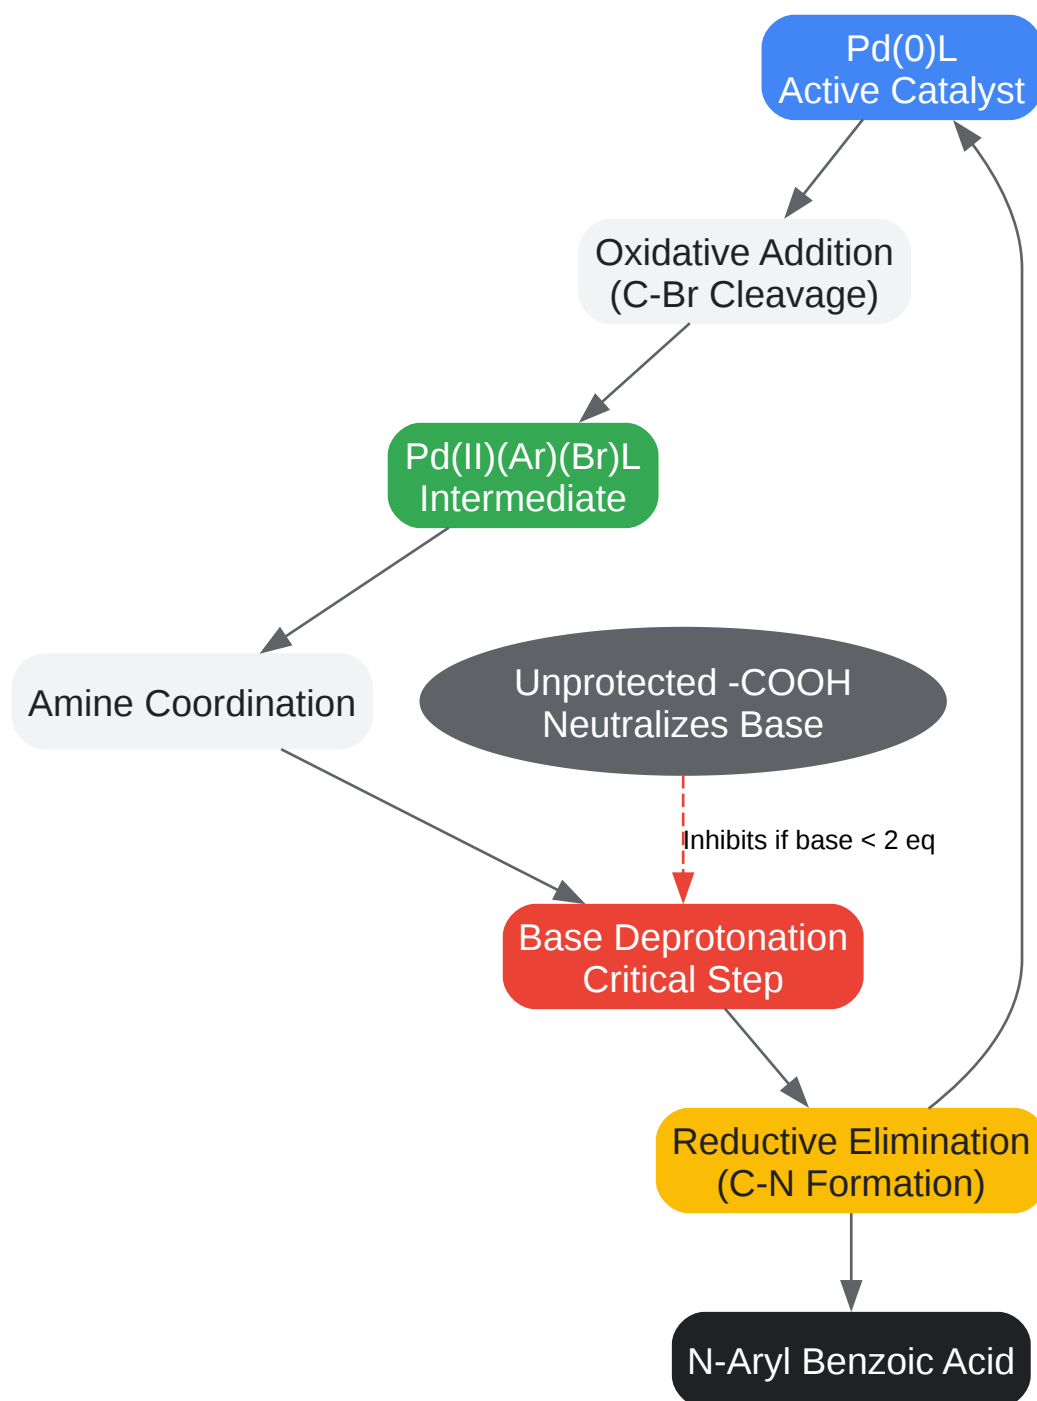 Pd(0)L
Active Catalyst
Oxidative Addition
(C-Br Cleavage)
Pd(II)(Ar)(Br)L
Intermediate
Amine Coordination
Unprotected -COOH
Neutralizes Base
Inhibits if base < 2 eq
Base Deprotonation
Critical Step
Reductive Elimination
(C-N Formation)
N-Aryl Benzoic Acid